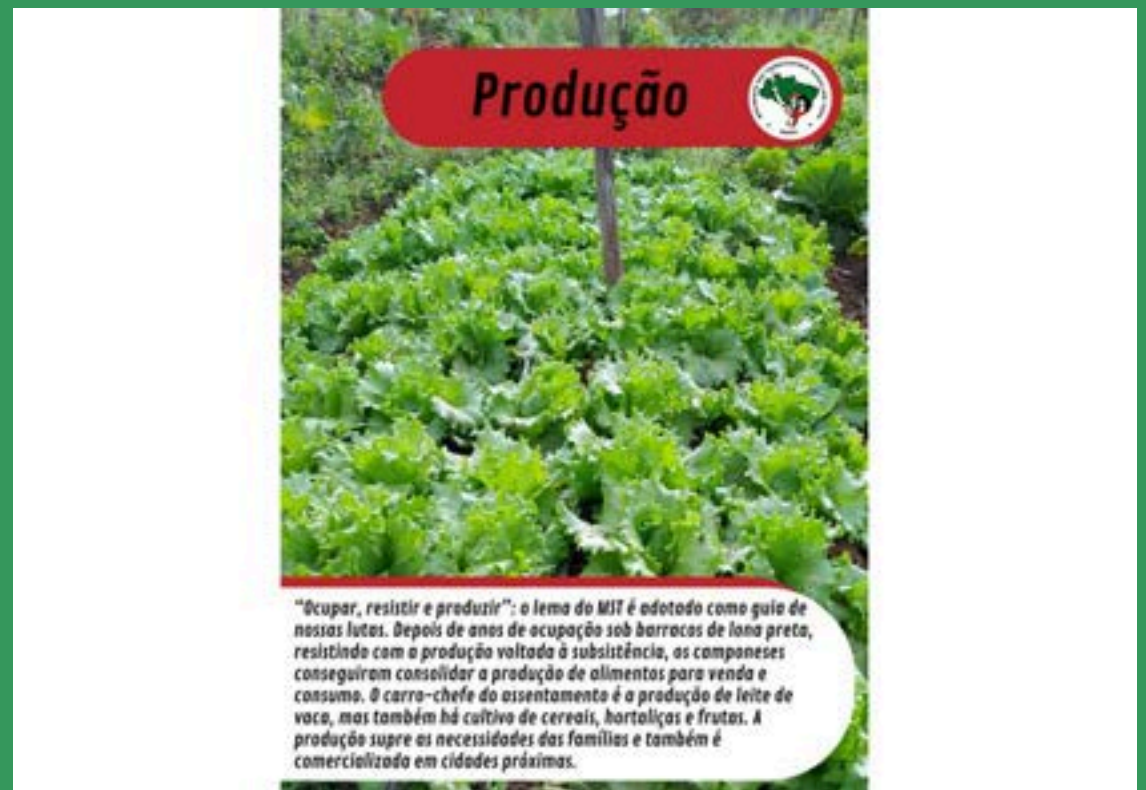 Produção
"Ocupar, resistir e produzir": o lema do MST é adotado como guia de
nossas lutas. Depois de anos de ocupação sob barracos de lona preta,
resistindo com a produção voltada à subsistência, os camponeses
conseguiram consolidar a produção de alimentos para venda e
consumo. O carro-chefe do assentamento é a produção de leite de
vaca, mas também há cultivo de cereais, hortaliças e frutas. A
produção supre as necessidades das famílias e também é
comercializada em cidades próximas.